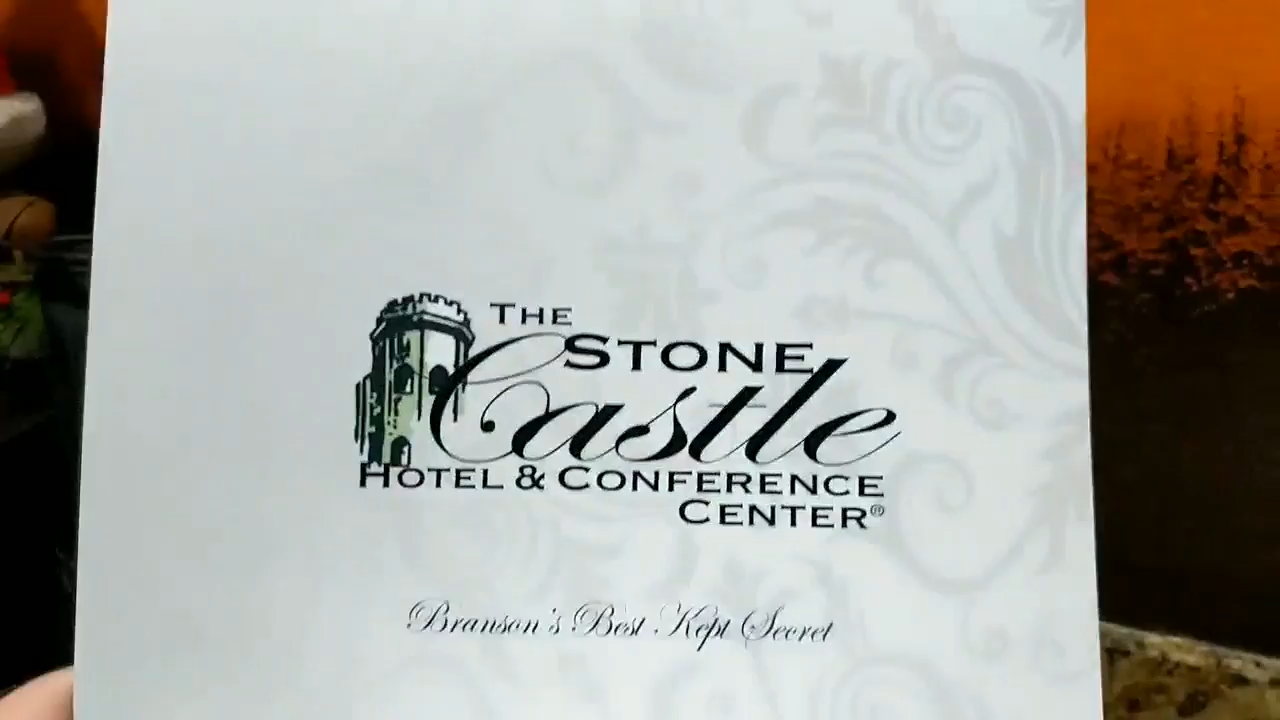 THE
STONE
Castle
HOTEL & CONFERENCE
CENTER®
Branson's Best Kept Secret